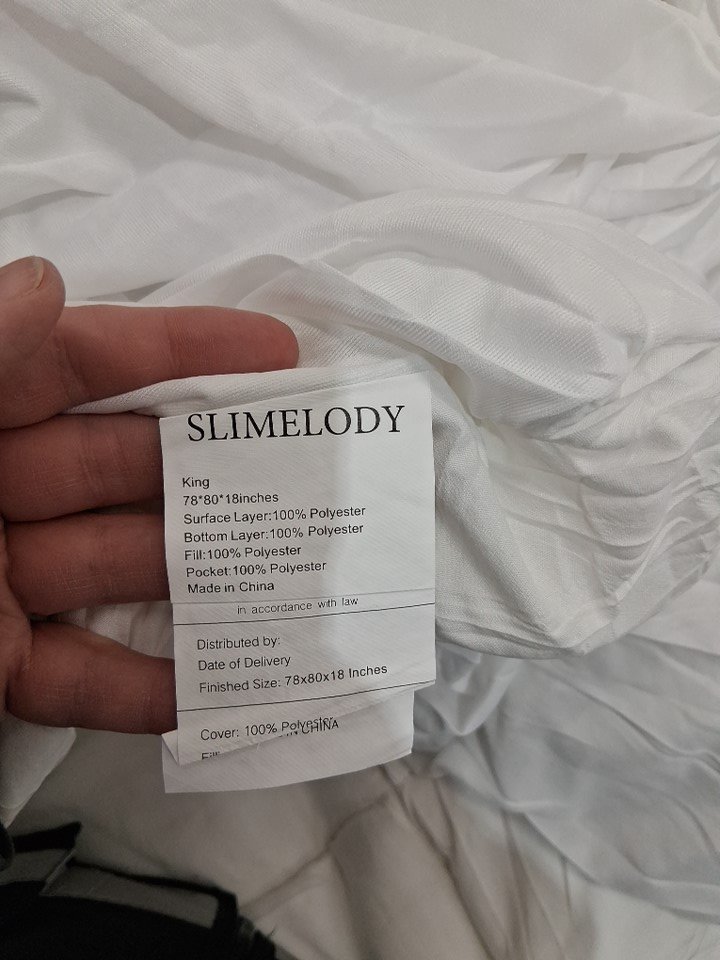 SLIMELODY
King
78*80*18inches
Surface Layer:100% Polyester
Bottom Layer:100% Polyester
Fill:100% Polyester
Pocket:100% Polyester
Made in China
in accordance with law
Distributed by:
Date of Delivery
Finished Size: 78x80x18 Inches
Cover: 100% Polyester
CHINA